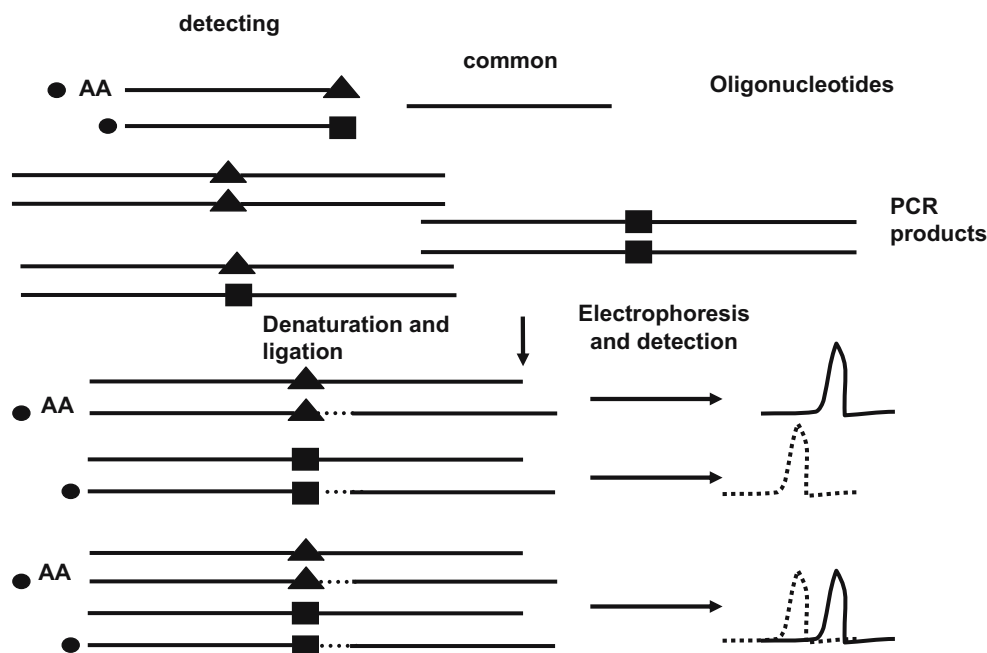 detecting
common
Oligonucleotides
AA
PCR
products
Denaturation and
ligation
Electrophoresis
and detection
AA
AA